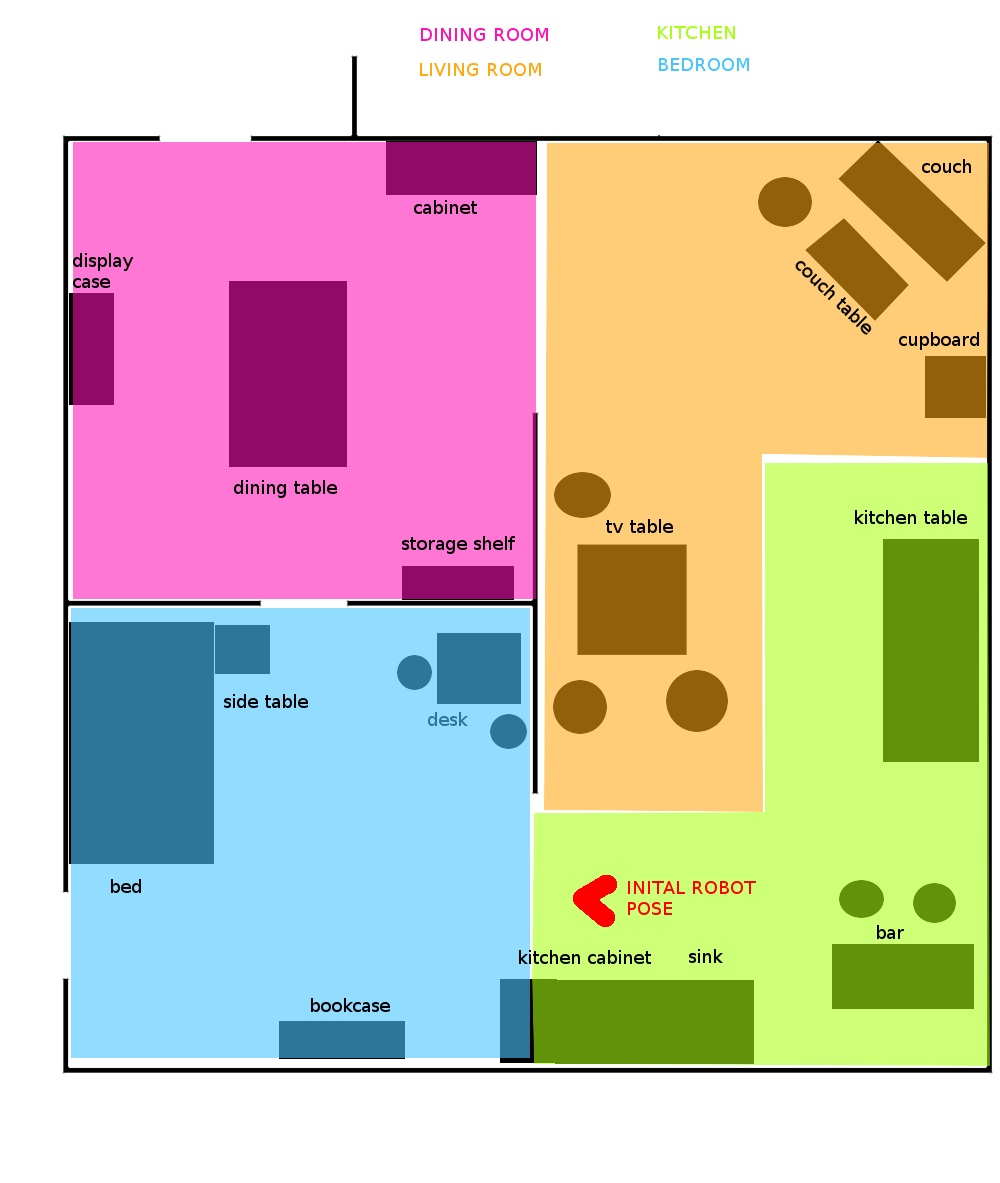 DINING ROOM
KITCHEN
LIVING ROOM
BEDROOM
couch
cabinet
display
case
couch table
cupboard
dining table
kitchen table
tv table
storage shelf
side table
desk
bed
INITAL ROBOT
POSE
bar
kitchen cabinet
sink
bookcase